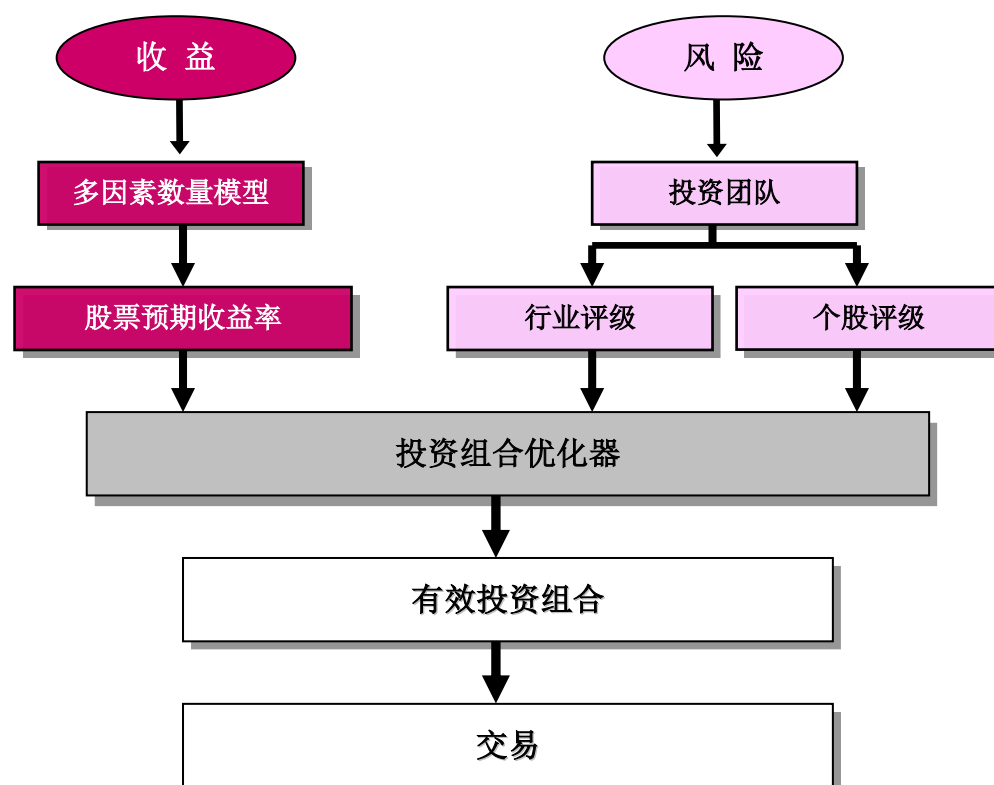 收 益
风 险
多因素数量模型
投资团队
股票预期收益率
行业评级
个股评级
投资组合优化器
有效投资组合
交易